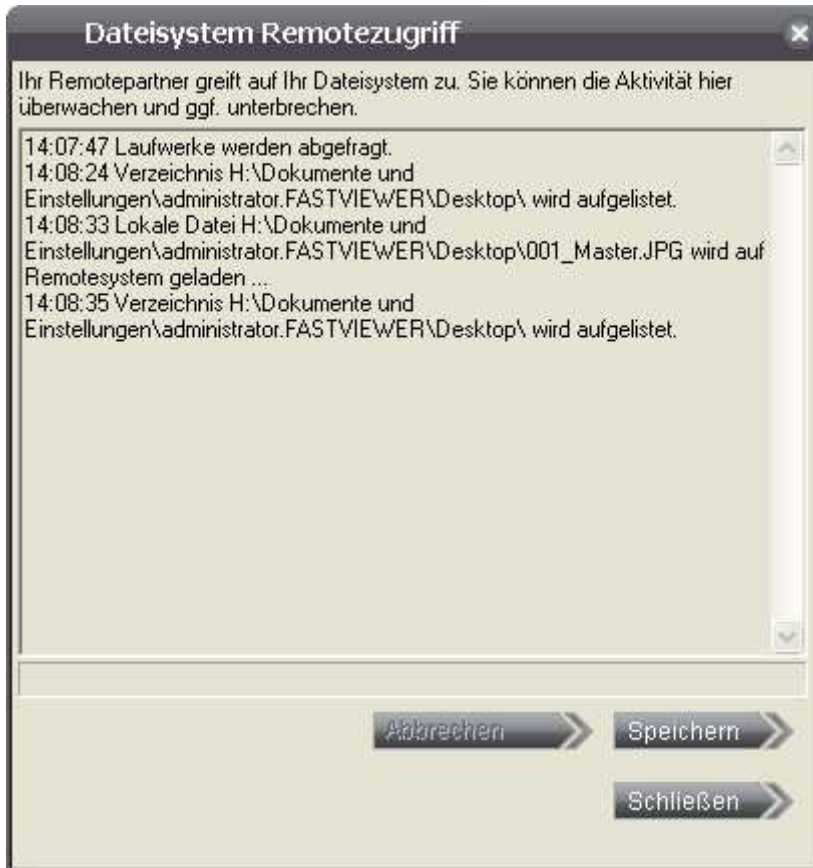 Dateisystem Remotezugriff
Ihr Remotepartner greift auf Ihr Dateisystem zu. Sie können die Aktivität hier
überwachen und ggf. unterbrechen.
14:07:47 Laufwerke werden abgefragt.
14:08:24 Verzeichnis H:\Dokumente und
Einstellungen\administrator.FASTVIEWER\Desktop\ wird aufgelistet.
14:08:33 Lokale Datei H:\Dokumente und
Einstellungen\administrator.FASTVIEWER\Desktop\001_Master.JPG wird auf
Remotesystem geladen ...
14:08:35 Verzeichnis H:\Dokumente und
Einstellungen\administrator.FASTVIEWER\Desktop\ wird aufgelistet.
Abbrechen
Speichern
Schließen